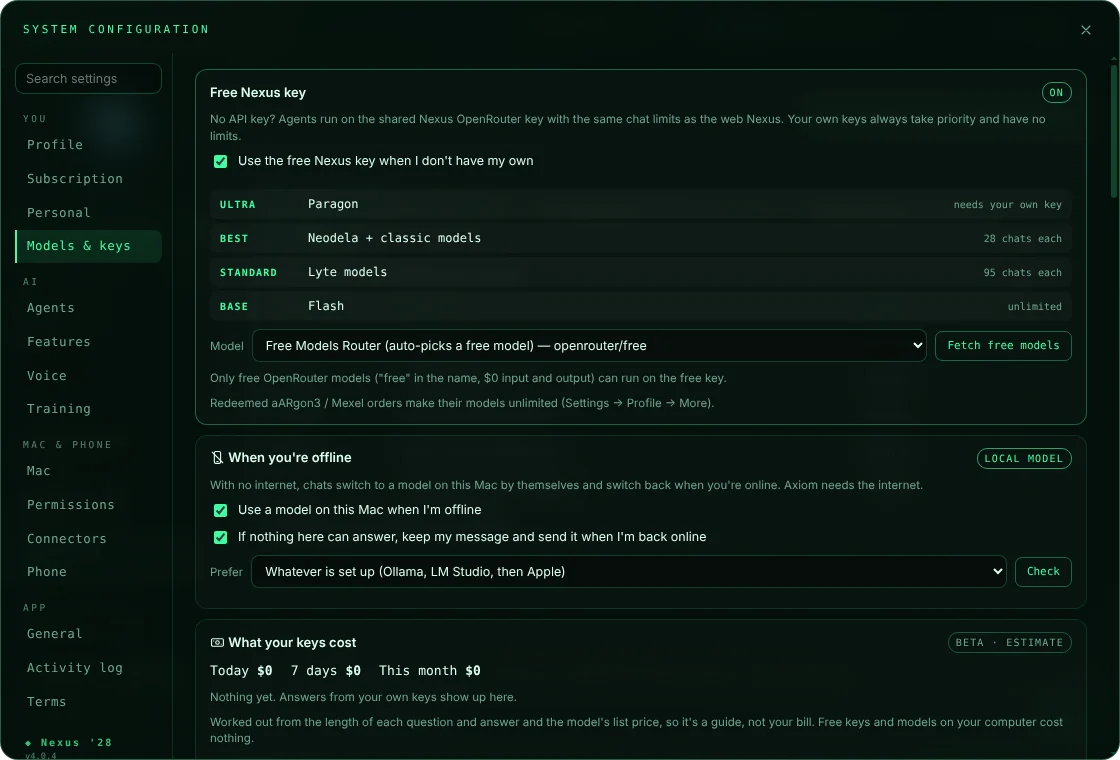 SYSTEM CONFIGURATION
Search settings
YOU
Profile
Subscription
Personal
Models & keys
AI
Agents
Features
Voice
Training
MAC & PHONE
Mac
Permissions
Connectors
Phone
APP
General
Activity log
Terms
◆ Nexus '28
v4.0.4
Free Nexus key
ON
No API key? Agents run on the shared Nexus OpenRouter key with the same chat limits as the web Nexus. Your own keys always take priority and have no
limits.
Use the free Nexus key when I don't have my own
ULTRA Paragon needs your own key
BEST Neodela + classic models 28 chats each
STANDARD Lyte models 95 chats each
BASE Flash unlimited
Model Free Models Router (auto-picks a free model) — openrouter/free Fetch free models
Only free OpenRouter models ("free" in the name, $0 input and output) can run on the free key.
Redeemed aARgon3 / Mexel orders make their models unlimited (Settings → Profile → More).
When you're offline
LOCAL MODEL
With no internet, chats switch to a model on this Mac by themselves and switch back when you're online. Axiom needs the internet.
Use a model on this Mac when I'm offline
If nothing here can answer, keep my message and send it when I'm back online
Prefer Whatever is set up (Ollama, LM Studio, then Apple) Check
What your keys cost
BETA · ESTIMATE
Today $0 7 days $0 This month $0
Nothing yet. Answers from your own keys show up here.
Worked out from the length of each question and answer and the model's list price, so it's a guide, not your bill. Free keys and models on your computer cost
nothing.